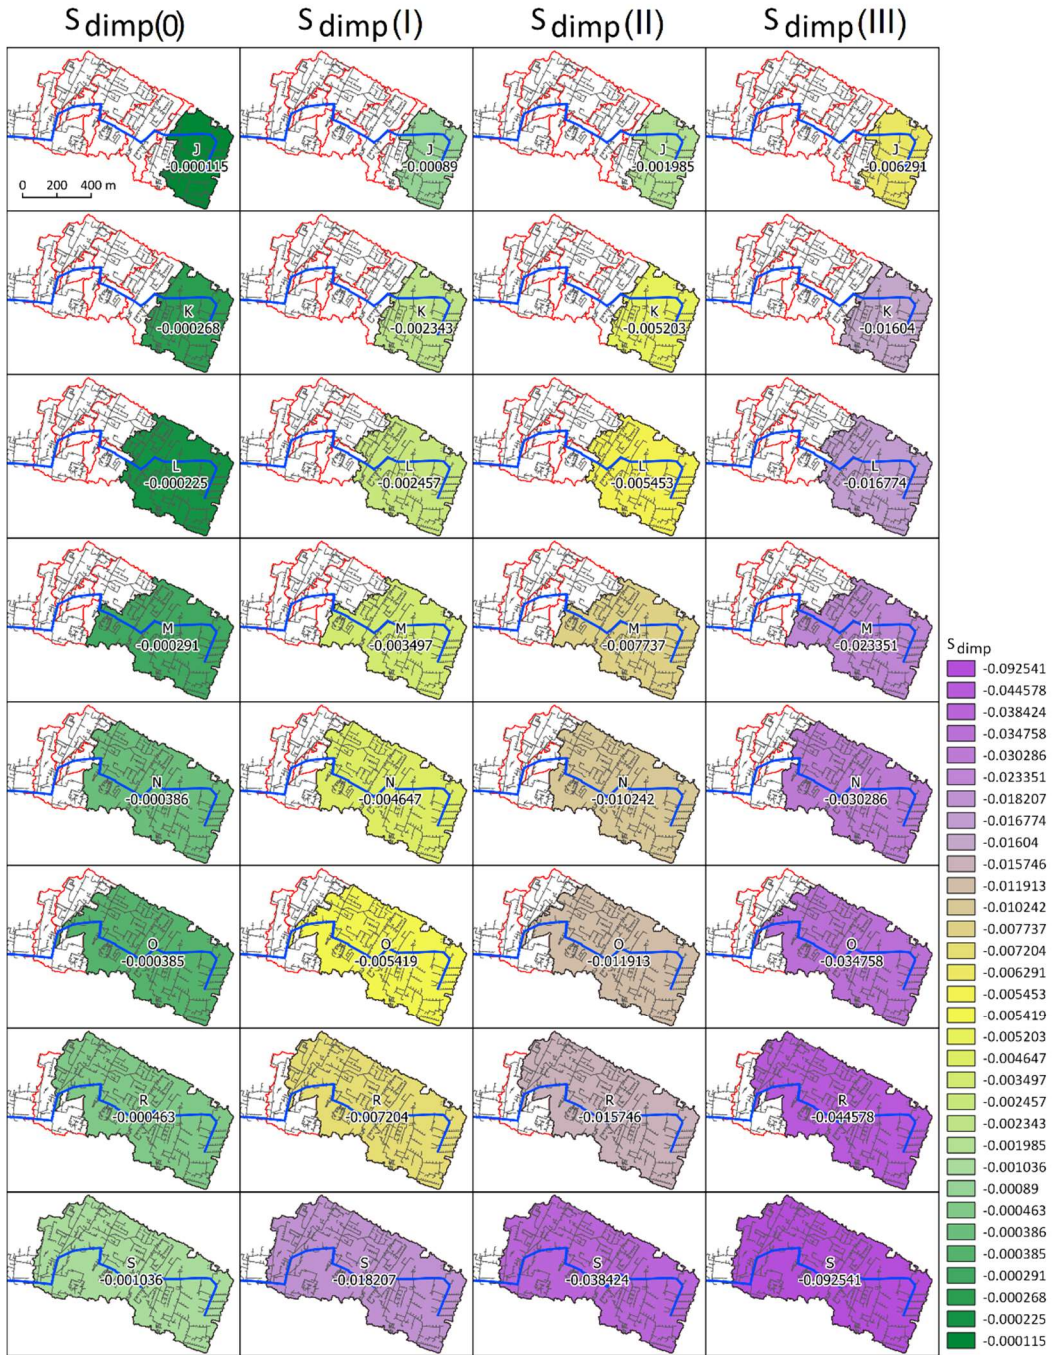 S dimp(0) S dimp(I) S dimp(II) S dimp(III)
J J J J
-0.000115 -0.00089 -0.001985 -0.006291
0 200 400 m
K K K K
-0.000268 -0.002343 -0.005203 -0.01604
L L L L
-0.000225 -0.002457 -0.005453 -0.016774
M M M M
-0.000291 -0.003497 -0.007737 -0.023351
N N N N
-0.000386 -0.004647 -0.010242 -0.030286
O O O O
-0.000385 -0.005419 -0.011913 -0.034758
R R R R
-0.000463 -0.007204 -0.015746 -0.044578
S S S S
-0.001036 -0.018207 -0.038424 -0.092541
S dimp
-0.092541
-0.044578
-0.038424
-0.034758
-0.030286
-0.023351
-0.018207
-0.016774
-0.01604
-0.015746
-0.011913
-0.010242
-0.007737
-0.007204
-0.006291
-0.005453
-0.005419
-0.005203
-0.004647
-0.003497
-0.002457
-0.002343
-0.001985
-0.001036
-0.00089
-0.000463
-0.000386
-0.000385
-0.000291
-0.000268
-0.000225
-0.000115